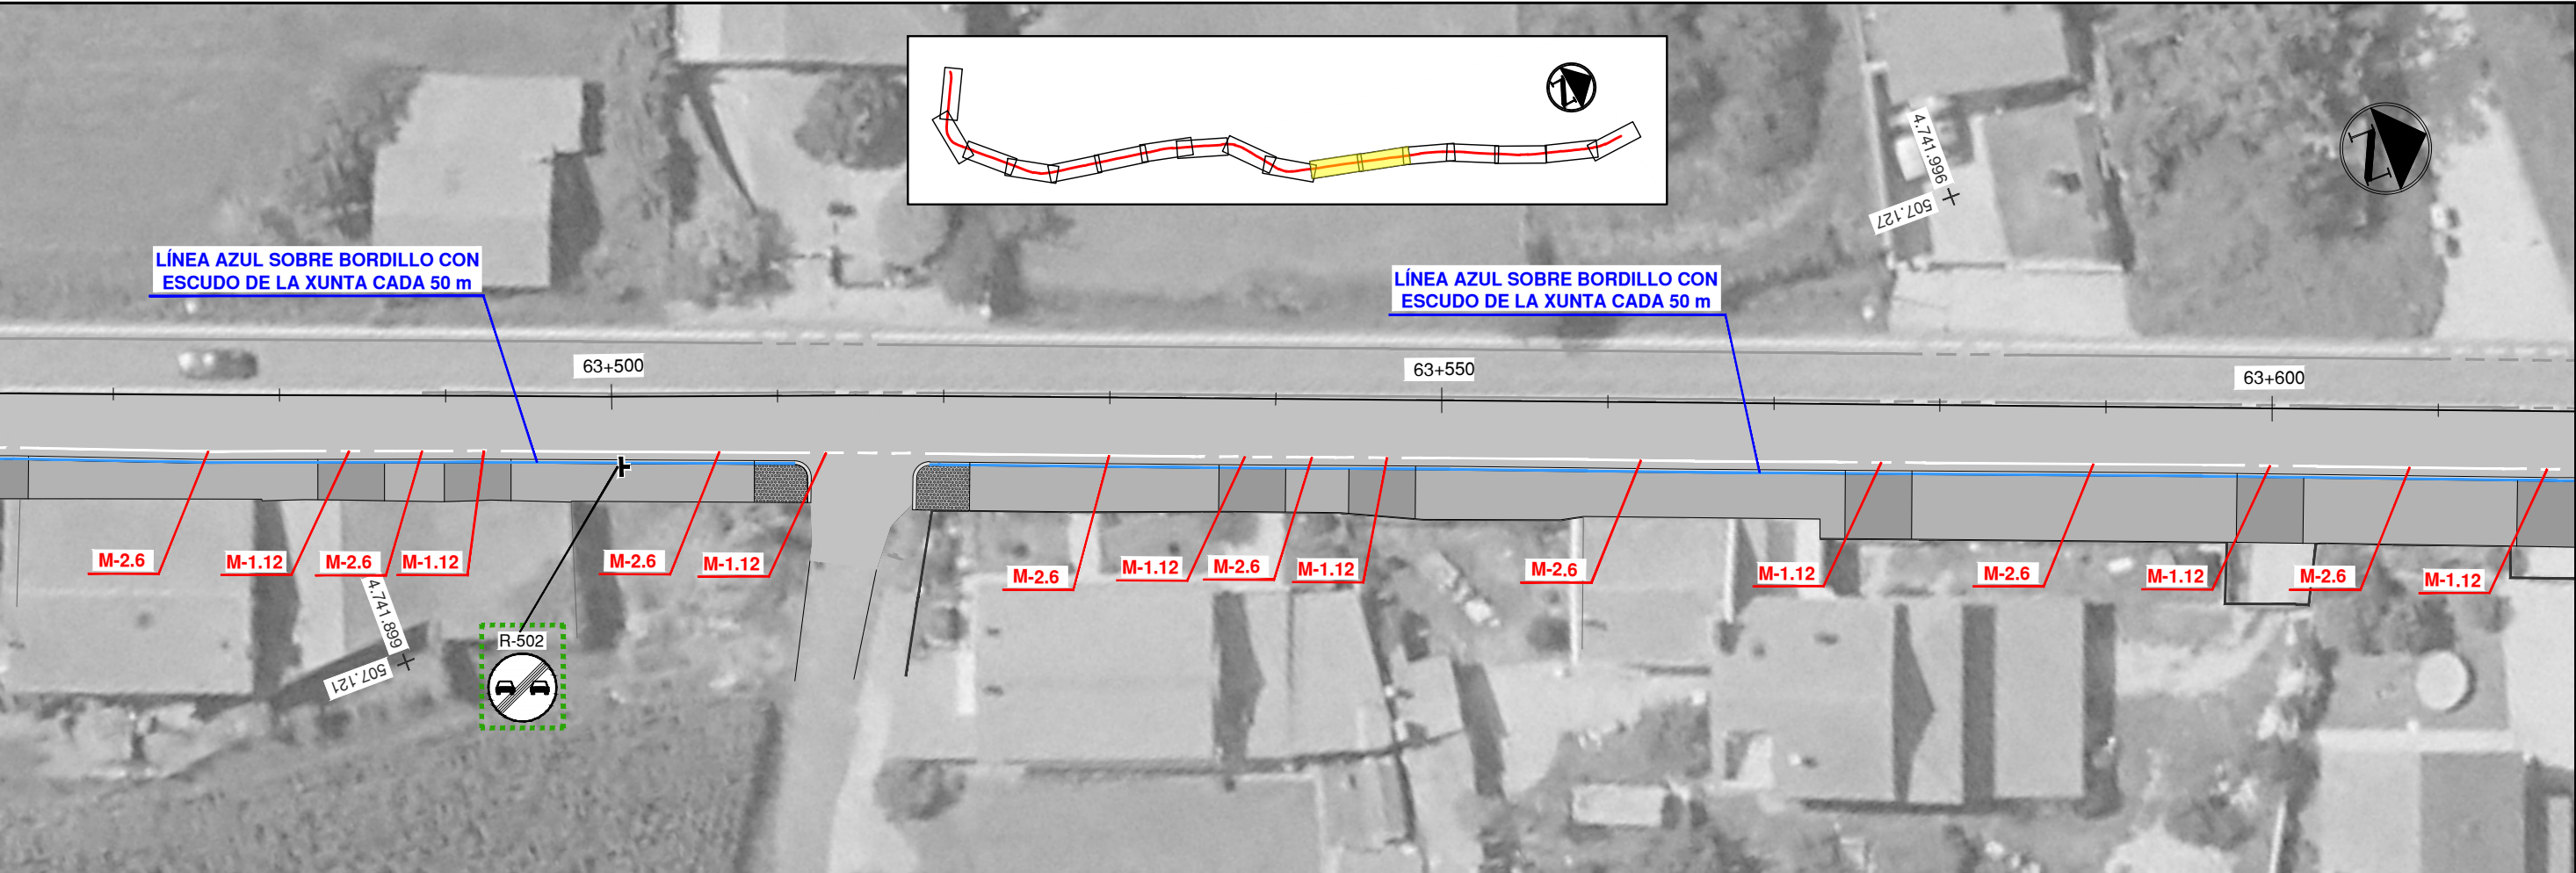 4.741.996
507.127
LÍNEA AZUL SOBRE BORDILLO CON
ESCUDO DE LA XUNTA CADA 50 m
LÍNEA AZUL SOBRE BORDILLO CON
ESCUDO DE LA XUNTA CADA 50 m
63+500
63+550
63+600
M-2.6
M-1.12
M-2.6
M-1.12
M-2.6
M-1.12
M-2.6
M-1.12
M-2.6
M-1.12
M-2.6
M-1.12
M-2.6
M-1.12
M-2.6
M-1.12
4.741.899
507.121
R-502